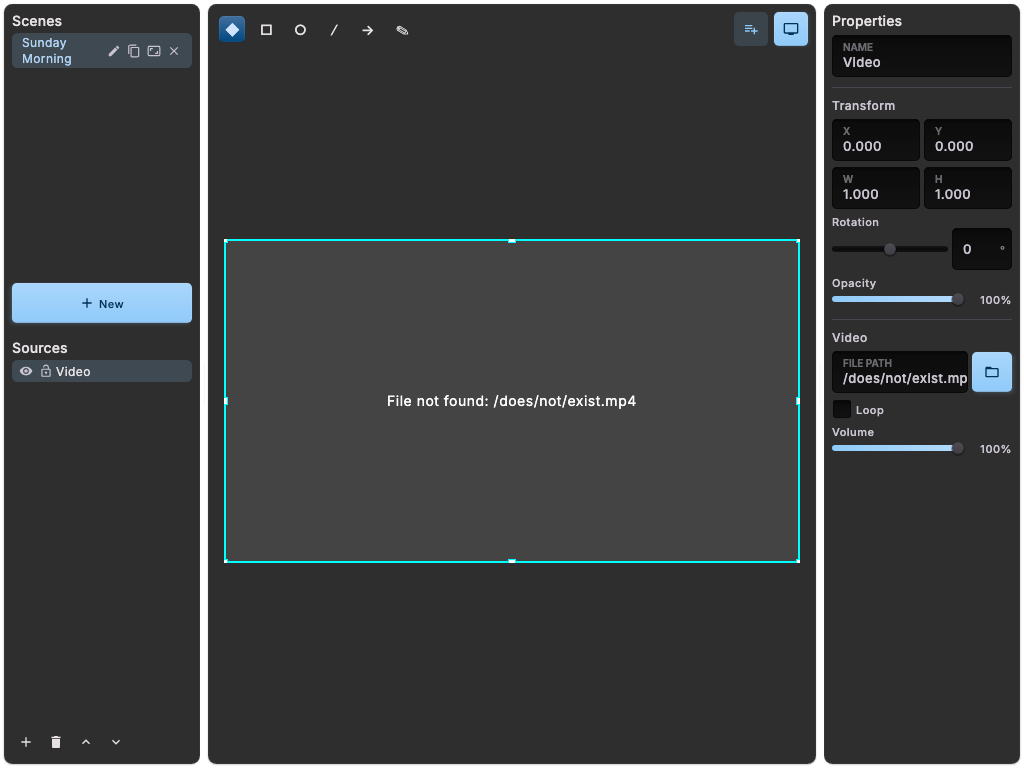 Scenes
Sunday
Morning
New
Sources
Video
File not found: /does/not/exist.mp4
Properties
NAME
Video
Transform
X
0.000
Y
0.000
W
1.000
H
1.000
Rotation
0 °
Opacity
100%
Video
FILE PATH
/does/not/exist.mp
Loop
Volume
100%